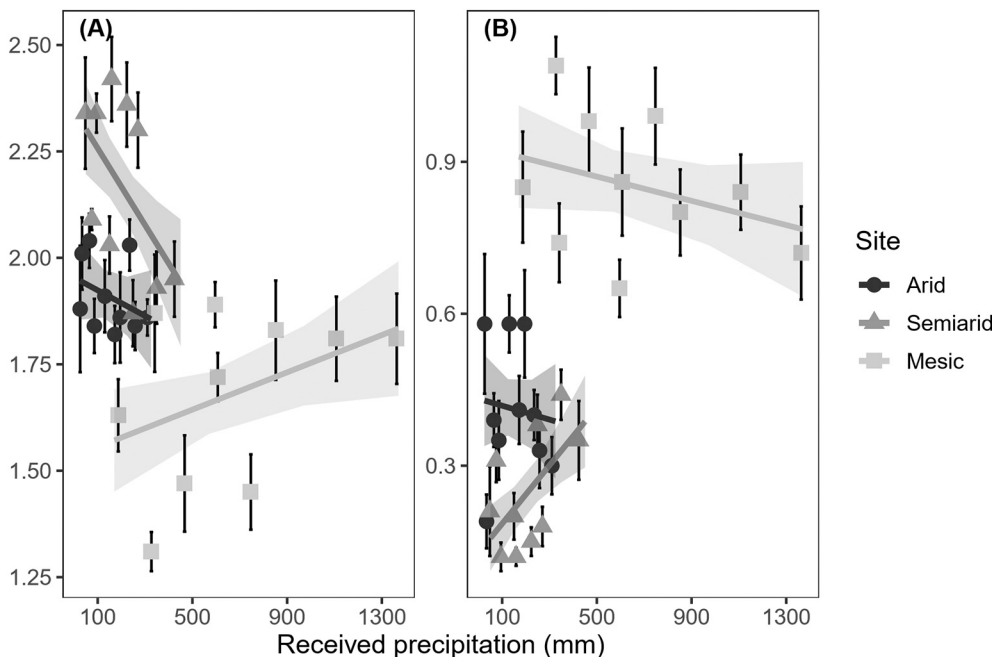 (A)
2.50
2.25
2.00
1.75
1.50
1.25
100 500 900 1300
(B)
0.9
0.6
0.3
100 500 900 1300
Received precipitation (mm)
Site
Arid
Semiarid
Mesic